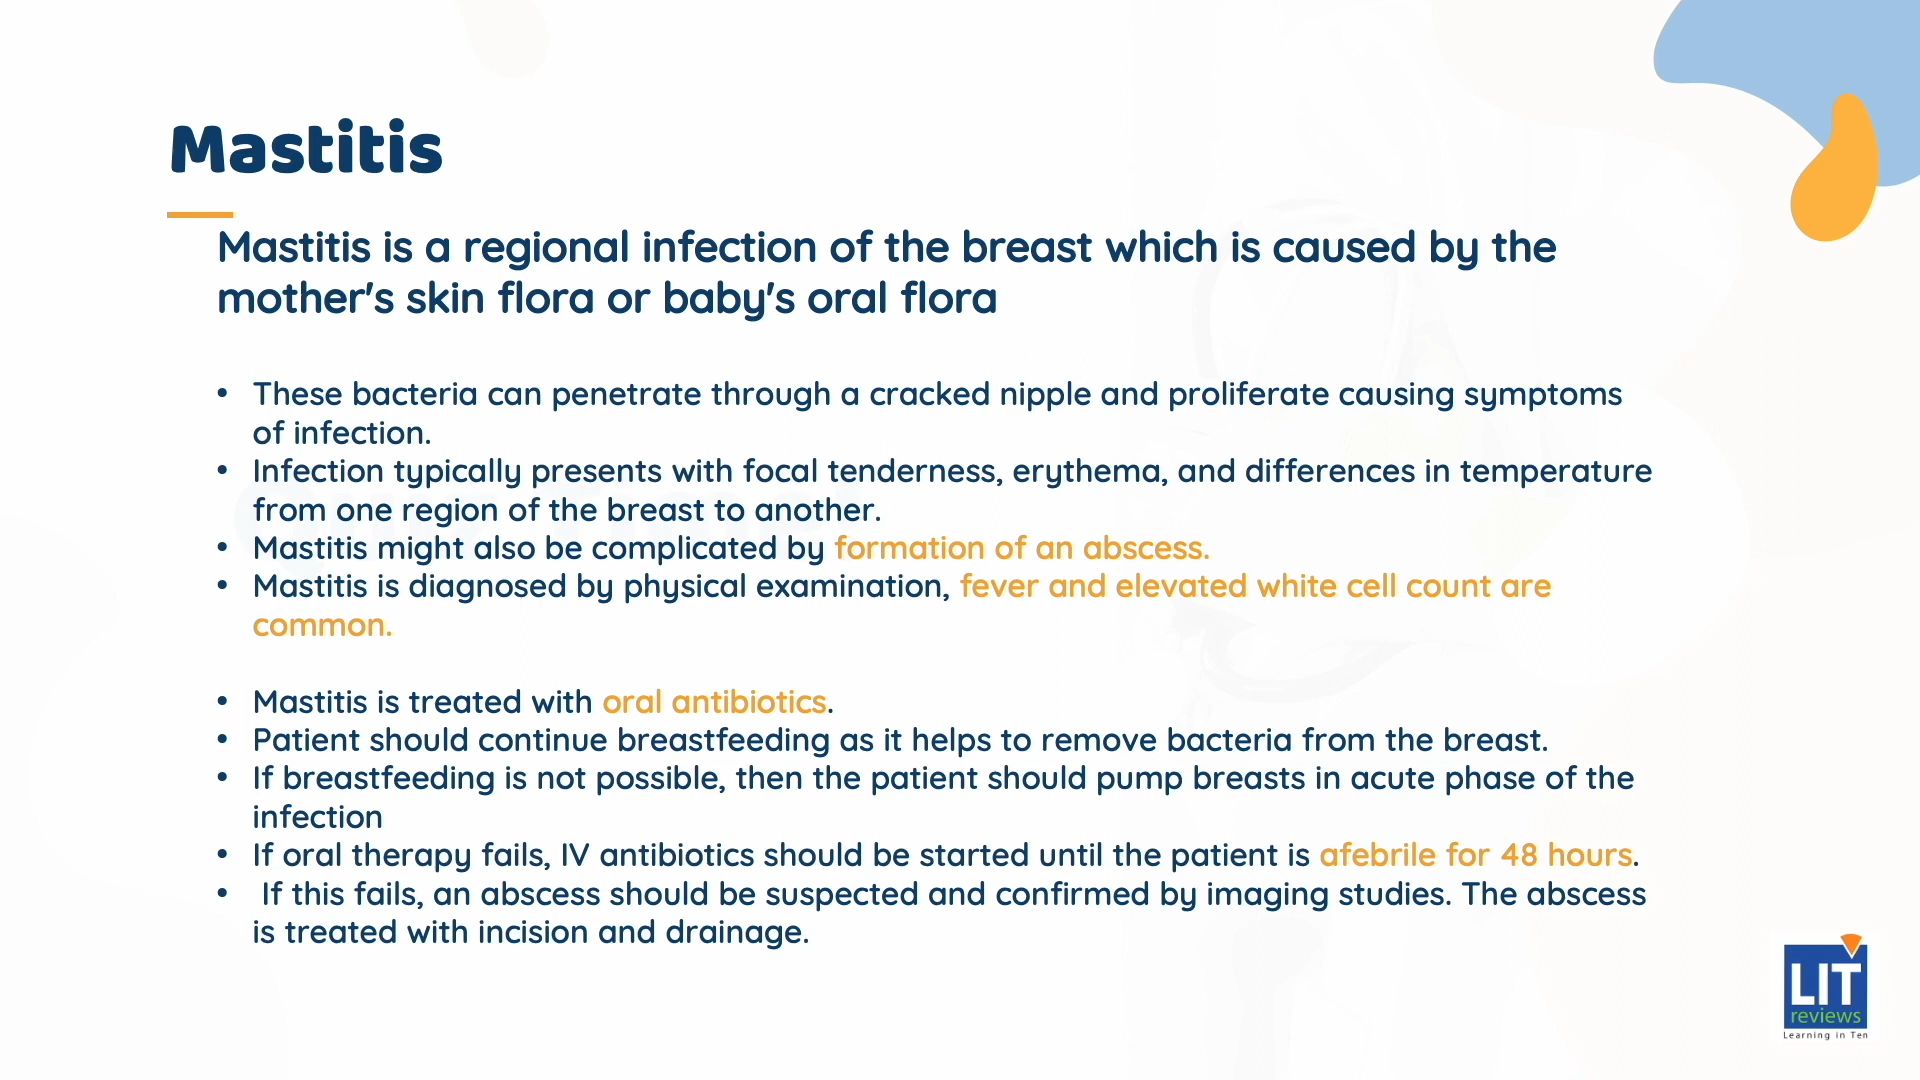 Mastitis
Mastitis is a regional infection of the breast which is caused by the
mother's skin flora or baby's oral flora
• These bacteria can penetrate through a cracked nipple and proliferate causing symptoms
of infection.
• Infection typically presents with focal tenderness, erythema, and differences in temperature
from one region of the breast to another.
• Mastitis might also be complicated by formation of an abscess.
• Mastitis is diagnosed by physical examination, fever and elevated white cell count are
common.
• Mastitis is treated with oral antibiotics.
• Patient should continue breastfeeding as it helps to remove bacteria from the breast.
• If breastfeeding is not possible, then the patient should pump breasts in acute phase of the
infection
• If oral therapy fails, IV antibiotics should be started until the patient is afebrile for 48 hours.
• If this fails, an abscess should be suspected and confirmed by imaging studies. The abscess
is treated with incision and drainage.
LIT
reviews
Learning in Ten